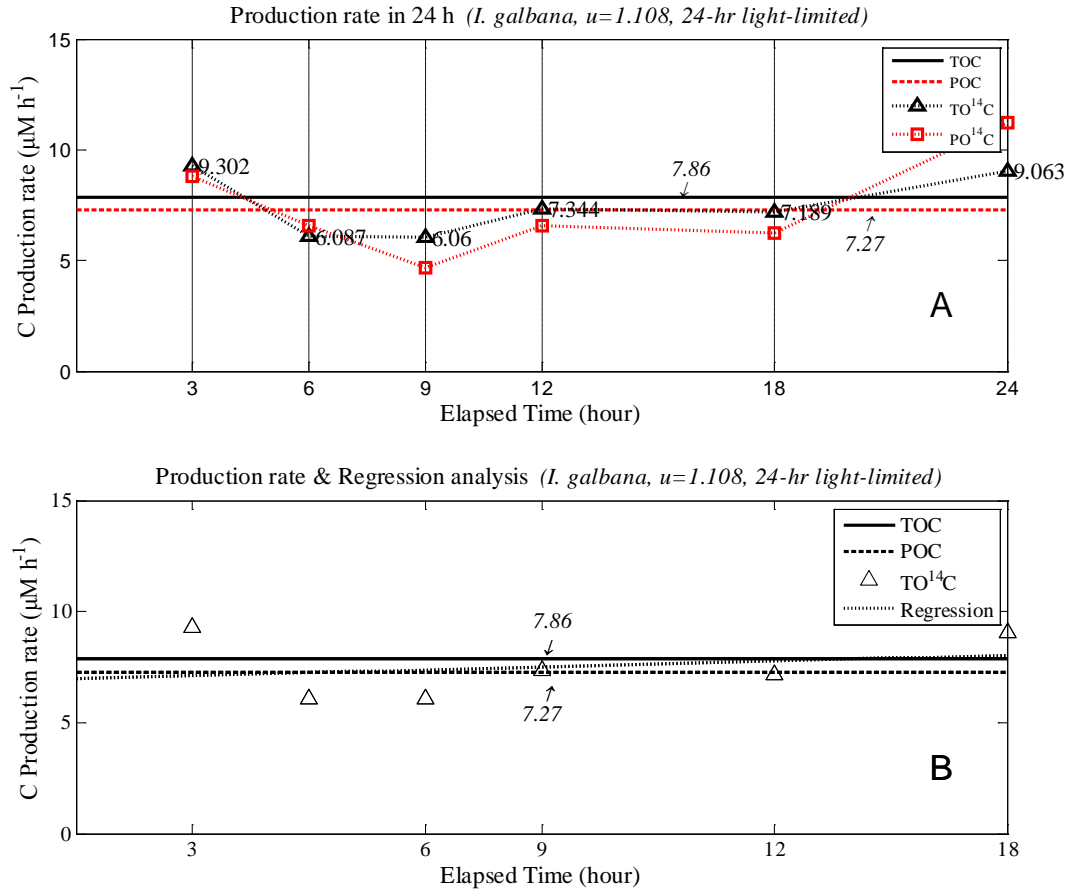 Production rate in 24 h (I. galbana, u=1.108, 24-hr light-limited)
15
10
5
0
C Production rate (µM h-1)
TOC
POC
TO14C
PO14C
9.302
6.087
6.06
7.344
7.189
9.063
7.86
7.27
A
3 6 9 12 18 24
Elapsed Time (hour)
Production rate & Regression analysis (I. galbana, u=1.108, 24-hr light-limited)
15
10
5
0
C Production rate (µM h-1)
TOC
POC
TO14C
Regression
7.86
7.27
B
3 6 9 12 18
Elapsed Time (hour)